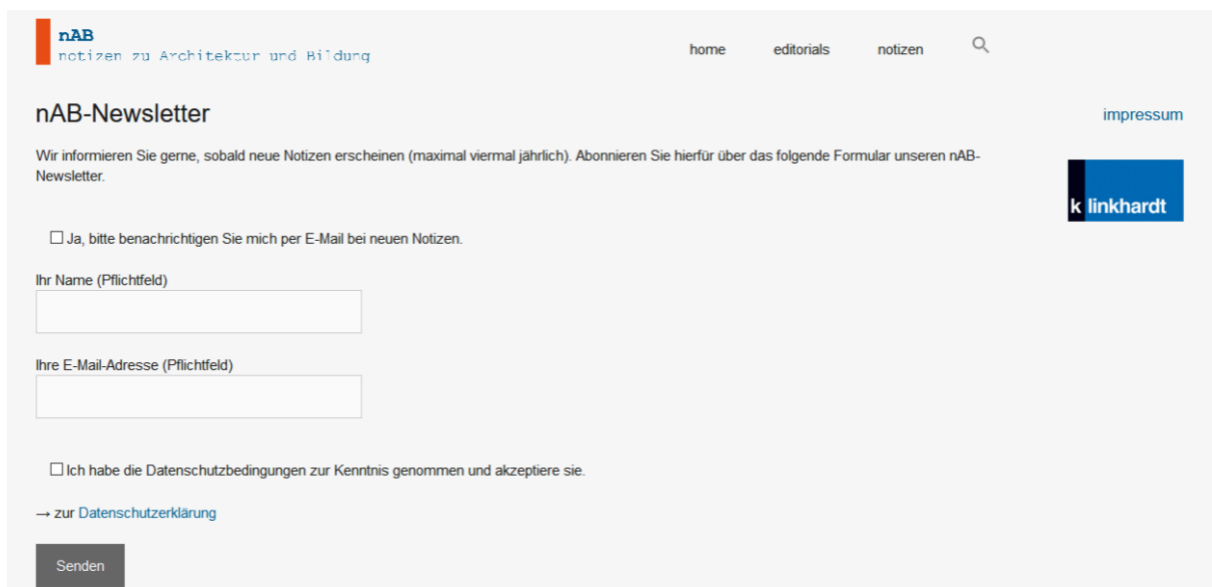 nAB
notizen zu Architektur und Bildung
home
editorials
notizen
nAB-Newsletter
impressum
Wir informieren Sie gerne, sobald neue Notizen erscheinen (maximal viermal jährlich). Abonnieren Sie hierfür über das folgende Formular unseren nAB-
Newsletter.
k linkhardt
Ja, bitte benachrichtigen Sie mich per E-Mail bei neuen Notizen.
Ihr Name (Pflichtfeld)
Ihre E-Mail-Adresse (Pflichtfeld)
Ich habe die Datenschutzbedingungen zur Kenntnis genommen und akzeptiere sie.
→ zur Datenschutzerklärung
Senden